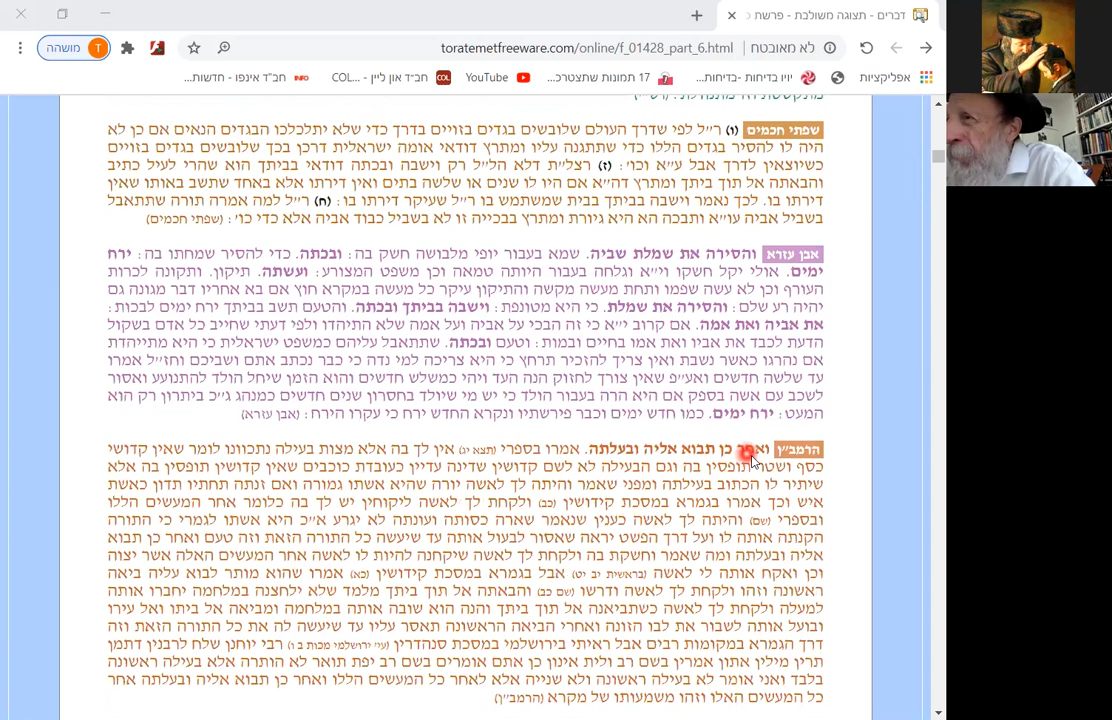 דברים - תצוגה משולבת - פרשת
לא מאובטח toratemetfreeware.com/online/f_01428_part_6.html מושהה T
אפליקציות יויו בדיחות -בדיחות... 17 תמונות שתצטרכ... YouTube חב"ד און ליין - COL... חב"ד אינפו - חדשות...
שפתי חכמים (ו) ר"ל לפי שדרך העולם שלובשים בגדים בזויים בדרך כדי שלא יתלכלכו הבגדים הנאים אם כן לא
היה לו להסיר בגדים הללו כדי שתתגנה עליו ומתרץ דודאי אומה ישראלית דרכן בכך שלובשים בגדים בזויים
כשיוצאין לדרך אבל ע"א וכו': (ז) רצל"ת דלא הל"ל רק וישבה ובכתה דודאי בביתך הוא שהרי לעיל כתיב
והבאתה אל תוך ביתך ומתרץ דה"א אם היו לו שנים או שלשה בתים ואין דירתו אלא באחד שתשב באותו שאין
דירתו בו. לכך נאמר וישבה בביתך בבית שמשתמש בו ר"ל שעיקר דירתו בו: (ח) ר"ל למה אמרה תורה שתתאבל
בשביל אביה עו"א ותבכה הא היא גיורת ומתרץ בבכייה זו לא בשביל כבוד אביה אלא כדי כו': (שפתי חכמים)
אבן עזרא והסירה את שמלת שביה. שמא בעבור יופי מלבושה חשק בה: ובכתה. כדי להסיר שמחתו בה: ירח
ימים. אולי יקל חשקו וי"א וגלחה בעבור היותה טמאה וכן משפט המצורע: ועשתה. תיקון. ותקונה לכרות
העורף וכן לא עשה שפמו ותחת מעשה מקשה והתיקון עיקר כל מעשה במקרא חוץ אם בא אחריו דבר מגונה גם
יהיה רע שלם: והסירה את שמלת. כי היא מטונפת: וישבה בביתך ובכתה. והטעם תשב בביתך ירח ימים לבכות:
את אביה ואת אמה. אם קרוב י"א כי זה הבכי על אביה ועל אמה שלא התיהדו ולפי דעתי שחייב כל אדם בשקול
הדעת לכבד את אביו ואת אמו בחיים ובמות: וטעם ובכתה. שתתאבל עליהם כמשפט ישראלית כי היא מתייהדת
אם נהרגו כאשר נשבת ואין צריך להזכיר תרחץ כי היא צריכה למי נדה כי כבר נכתב אתם ושביכם וחז"ל אמרו
עד שלשה חדשים ואע"פ שאין צורך לחזוק הנה העד ויהי כמשלש חדשים והוא הזמן שיחל הולד להתנועע ואסור
לשכב עם אשה בספק אם היא הרה בעבור הולד כי יש מי שיולד בחסרון שנים חדשים כמנהג ג"כ ביתרון רק הוא
המעט: ירח ימים. כמו חדש ימים וכבר פירשתיו ונקרא החדש ירח כי עקרו הירח: (אבן עזרא)
הרמב"ן ואחר כן תבוא אליה ובעלתה. אמרו בספרי (תצא יג) אין לך בה אלא מצות בעילה נתכוונו לומר שאין קדושי
כסף ושטר תופסין בה וגם הבעילה לא לשם קדושין שדינה עדיין כעובדת כוכבים שאין קדושין תופסין בה אלא
שיתיר לו הכתוב בעילתה ומפני שאמר והיתה לך לאשה יורה שהיא אשתו גמורה ואם זנתה תחתיו תדון כאשת
איש וכך אמרו בגמרא במסכת קידושין (כב) ולקחת לך לאשה ליקוחין יש לך בה כלומר אחר המעשים הללו
ובספרי (שם) והיתה לך לאשה כענין שנאמר שארה כסותה ועונתה לא יגרע א"כ היא אשתו לגמרי כי התורה
הקנתה אותה לו ועל דרך הפשט יראה שאסור לבעול אותה עד שיעשה כל התורה הזאת וזה טעם ואחר כן תבוא
אליה ובעלתה ומה שאמר וחשקת בה ולקחת לך לאשה שיקחנה להיות לו לאשה אחר המעשים האלה אשר יצוה
וכן ואקח אותה לי לאשה (בראשית יב יט) אבל בגמרא במסכת קידושין (כא) אמרו שהוא מותר לבוא עליה ביאה
ראשונה וזהו ולקחת לך לאשה ודרשו (שם כב) והבאתה אל תוך ביתך מלמד שלא ילחצנה במלחמה יחברו אותה
למעלה ולקחת לך לאשה כשתביאנה אל תוך ביתך והנה הוא שובה אותה במלחמה ומביאה אל ביתו ואל עירו
ובועל אותה לשבור את לבו הזונה ואחרי הביאה הראשונה תאסר עליו עד שיעשה לה את כל התורה הזאת וזה
דרך הגמרא במקומות רבים אבל ראיתי בירושלמי במסכת סנהדרין (עי' ירושלמי מכות ב ו) רבי יוחנן שלח לרבנין דתמן
תרין מילין אתון אמרין בשם רב ולית אינון כן אתם אומרים בשם רב יפת תואר לא הותרה אלא בעילה ראשונה
בלבד ואני אומר לא בעילה ראשונה ולא שנייה אלא לאחר כל המעשים הללו ואחר כן תבוא אליה ובעלתה אחר
כל המעשים האלו וזהו משמעותו של מקרא (הרמב"ן)